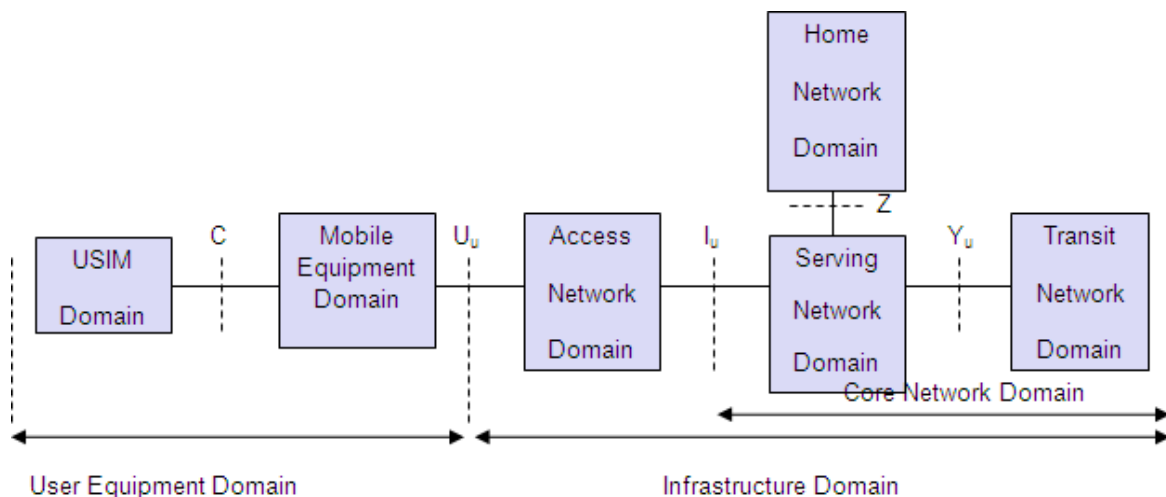 Home
Network
Domain
Z
USIM
Domain
C
Mobile
Equipment
Domain
Uu
Access
Network
Domain
Iu
Serving
Network
Domain
Yu
Transit
Network
Domain
Core Network Domain
User Equipment Domain
Infrastructure Domain